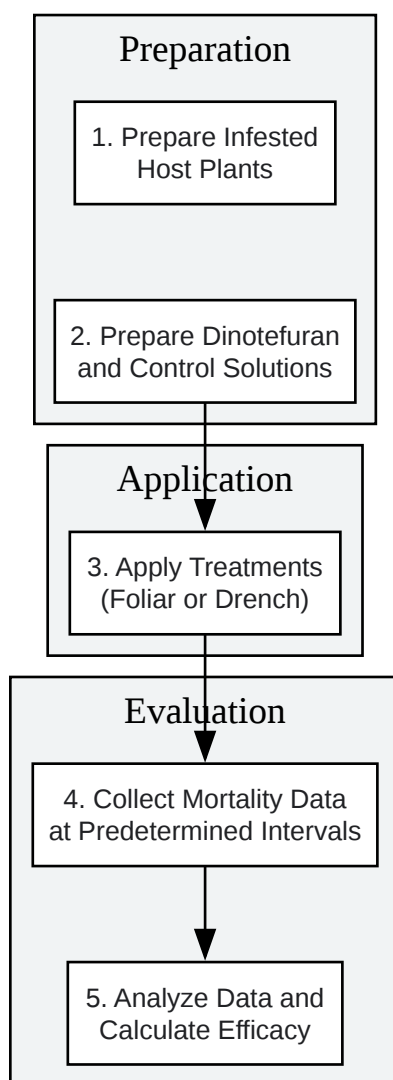 Preparation
1. Prepare Infested
Host Plants
2. Prepare Dinotefuran
and Control Solutions
Application
3. Apply Treatments
(Foliar or Drench)
Evaluation
4. Collect Mortality Data
at Predetermined Intervals
5. Analyze Data and
Calculate Efficacy